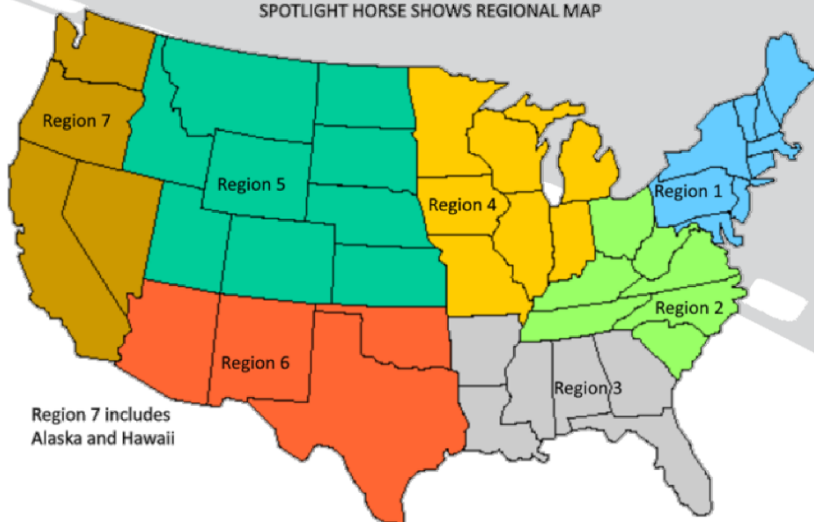 SPOTLIGHT HORSE SHOWS REGIONAL MAP
Region 7
Region 5
Region 4
Region 1
Region 2
Region 6
Region 3
Region 7 includes
Alaska and Hawaii